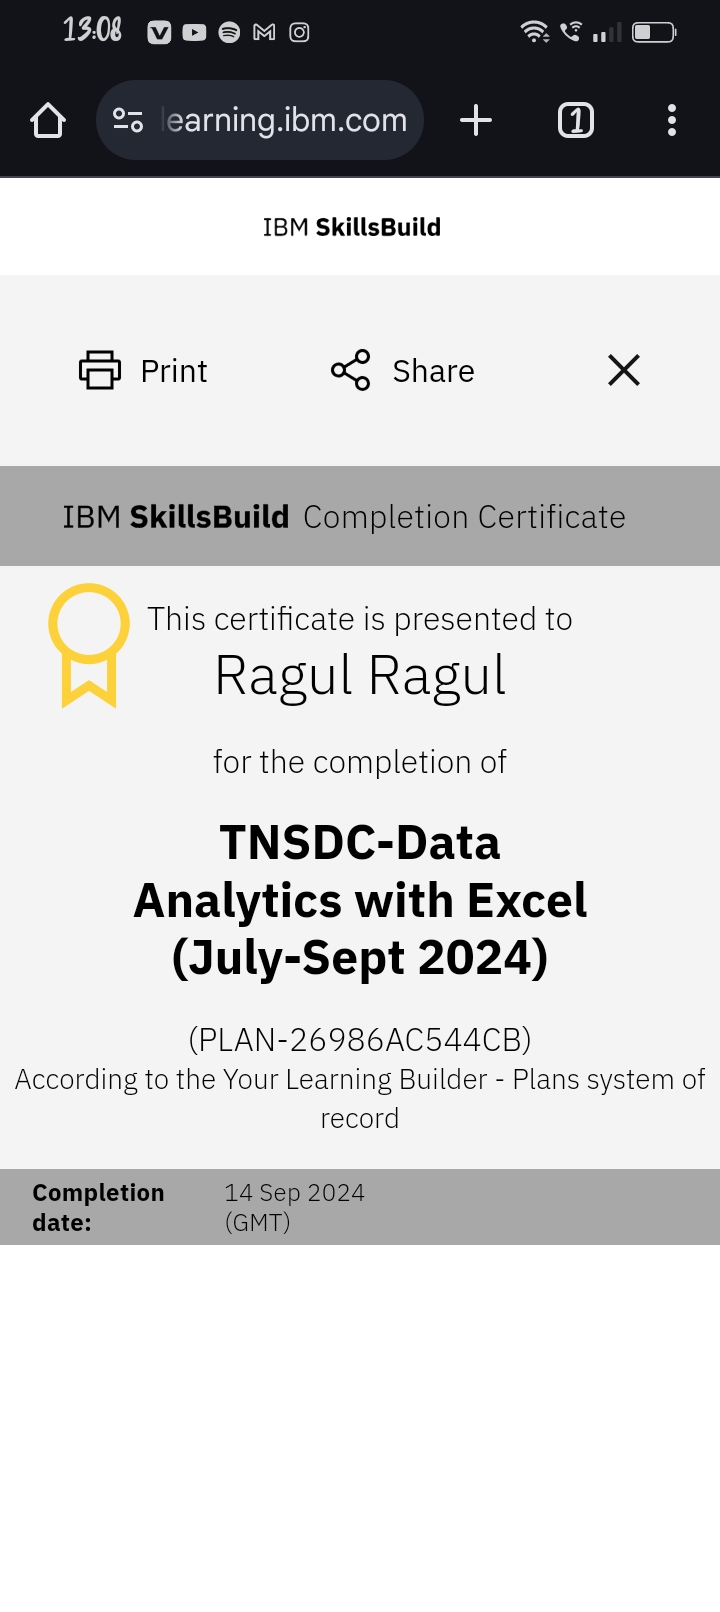 13:08
learning.ibm.com
1
IBM SkillsBuild
Print
Share
IBM SkillsBuild Completion Certificate
This certificate is presented to
Ragul Ragul
for the completion of
TNSDC-Data
Analytics with Excel
(July-Sept 2024)
(PLAN-26986AC544CB)
According to the Your Learning Builder - Plans system of
record
Completion
date:
14 Sep 2024
(GMT)